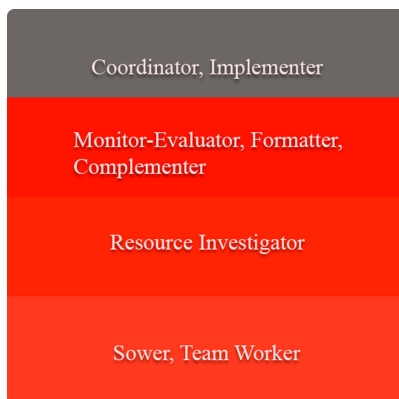 Coordinator, Implementer
Monitor-Evaluator, Formatter,
Complementer
Resource Investigator
Sower, Team Worker